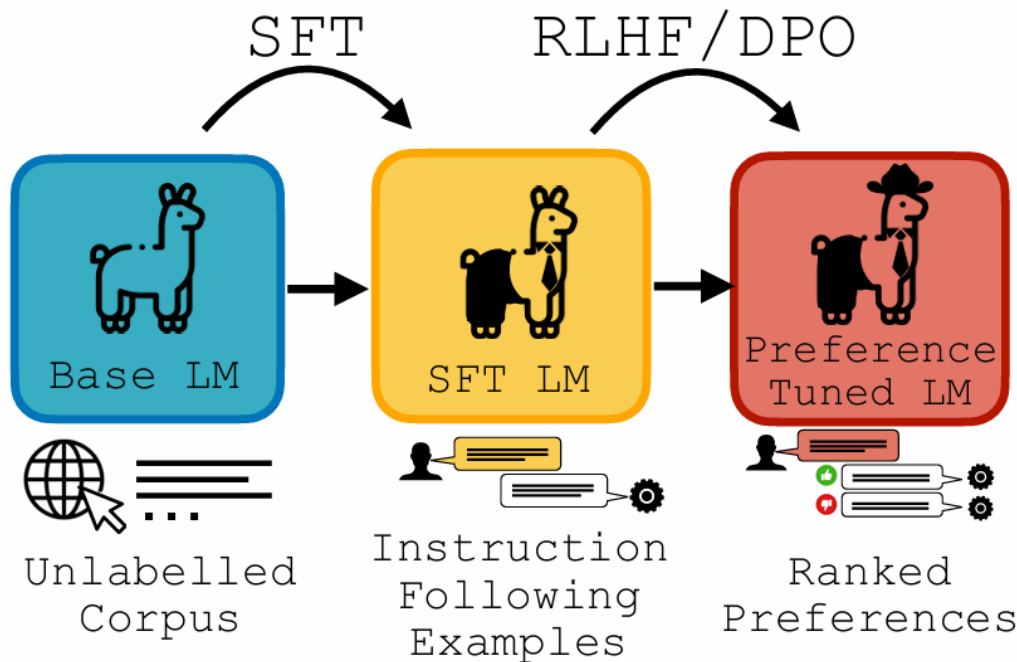 SFT
RLHF/DPO
Base LM
SFT LM
Preference
Tuned LM
Unlabelled
Corpus
Instruction
Following
Examples
Ranked
Preferences